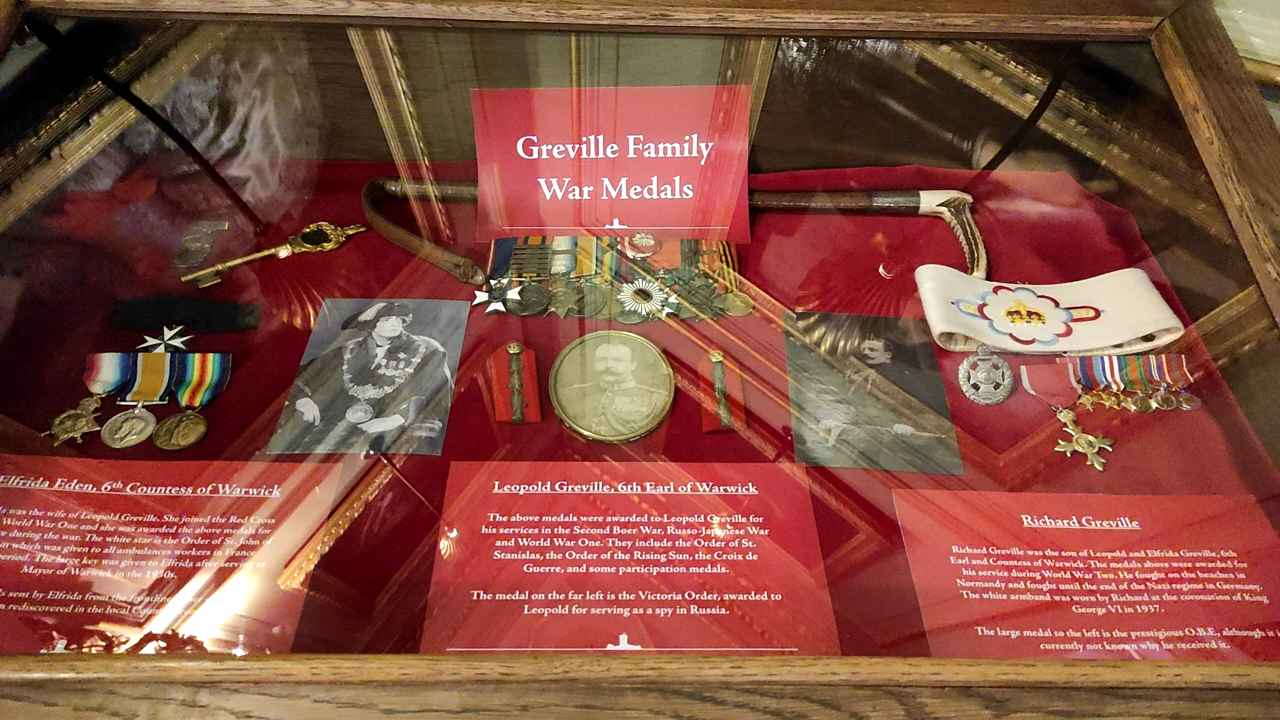 Greville Family
War Medals
Elfrida Eden, 6th Countess of Warwick
was the wife of Leopold Greville. She joined the Red Cross
World War One and she was awarded the above medals for
during the war. The white star is the Order of St. John of
which was given to all ambulances workers in France
period. The large key was given to Elfrida after serving as
Mayor of Warwick in the 1930s.
sent by Elfrida from the frontline
rediscovered in the local
Leopold Greville, 6th Earl of Warwick
The above medals were awarded to Leopold Greville for
his services in the Second Boer War, Russo-Japanese War
and World War One. They include the Order of St.
Stanislas, the Order of the Rising Sun, the Croix de
Guerre, and some participation medals.
The medal on the far left is the Victoria Order, awarded to
Leopold for serving as a spy in Russia.
Richard Greville
Richard Greville was the son of Leopold and Elfrida Greville, 6th
Earl and Countess of Warwick. The medals above were awarded for
his service during World War Two. He fought on the beaches in
Normandy and fought until the end of the Nazi regime in Germany.
The white armband was worn by Richard at the coronation of King
George VI in 1937.
The large medal to the left is the prestigious O.B.E, although it
currently not known why he received it.